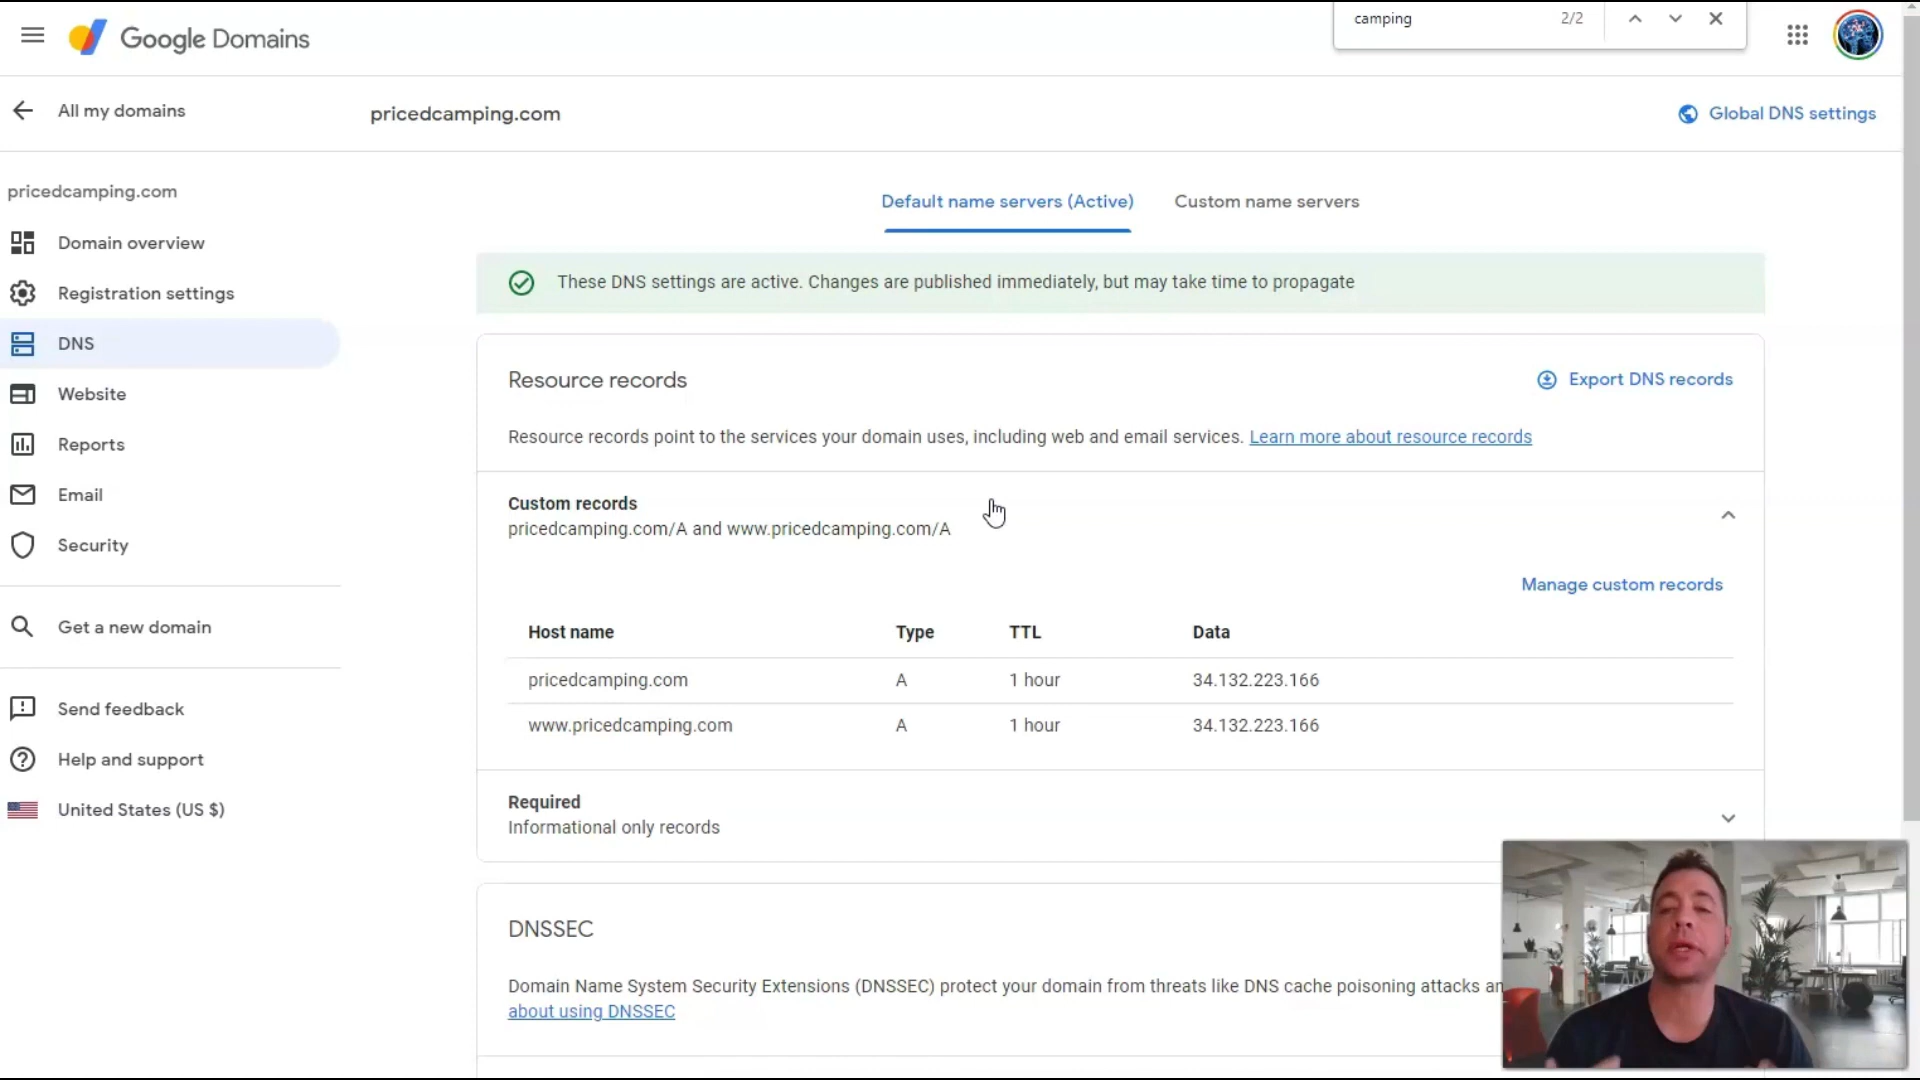 Google Domains
camping 2/2
All my domains
pricedcamping.com
Global DNS settings
pricedcamping.com
Domain overview
Registration settings
DNS
Website
Reports
Email
Security
Get a new domain
Send feedback
Help and support
United States (US $)
Default name servers (Active)
Custom name servers
These DNS settings are active. Changes are published immediately, but may take time to propagate
Resource records
Export DNS records
Resource records point to the services your domain uses, including web and email services. Learn more about resource records
Custom records
pricedcamping.com/A and www.pricedcamping.com/A
Manage custom records
Host name Type TTL Data
pricedcamping.com A 1 hour 34.132.223.166
www.pricedcamping.com A 1 hour 34.132.223.166
Required
Informational only records
DNSSEC
Domain Name System Security Extensions (DNSSEC) protect your domain from threats like DNS cache poisoning attacks
about using DNSSEC